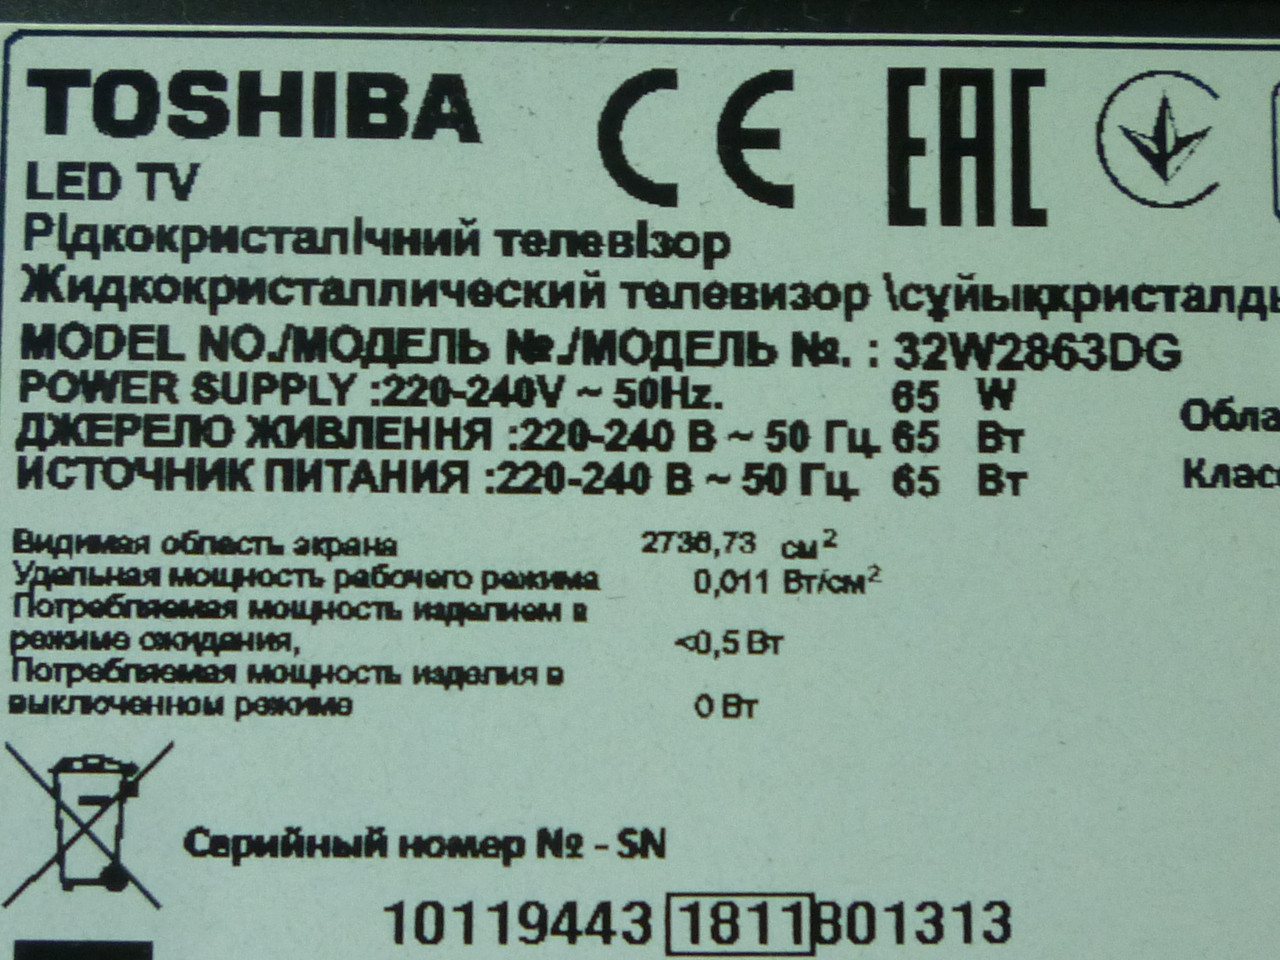 TOSHIBA CE EAC
LED TV
Рідкокристалічний телевізор
Жидкокристаллический телевизор \сұйықкристалды
MODEL NO./МОДЕЛЬ №./МОДЕЛЬ №. : 32W2863DG
POWER SUPPLY :220-240V ~ 50Hz. 65 W
ДЖЕРЕЛО ЖИВЛЕННЯ :220-240 В ~ 50 Гц. 65 Вт
ИСТОЧНИК ПИТАНИЯ :220-240 В ~ 50 Гц. 65 Вт
Видимая область экрана 2736,73 см²
Удельная мощность рабочего режима 0,011 Вт/см²
Потребляемая мощность изделием в
режиме ожидания, <0,5 Вт
Потребляемая мощность изделия в
выключенном режиме 0 Вт
Серийный номер № - SN
10119443 1811 801313